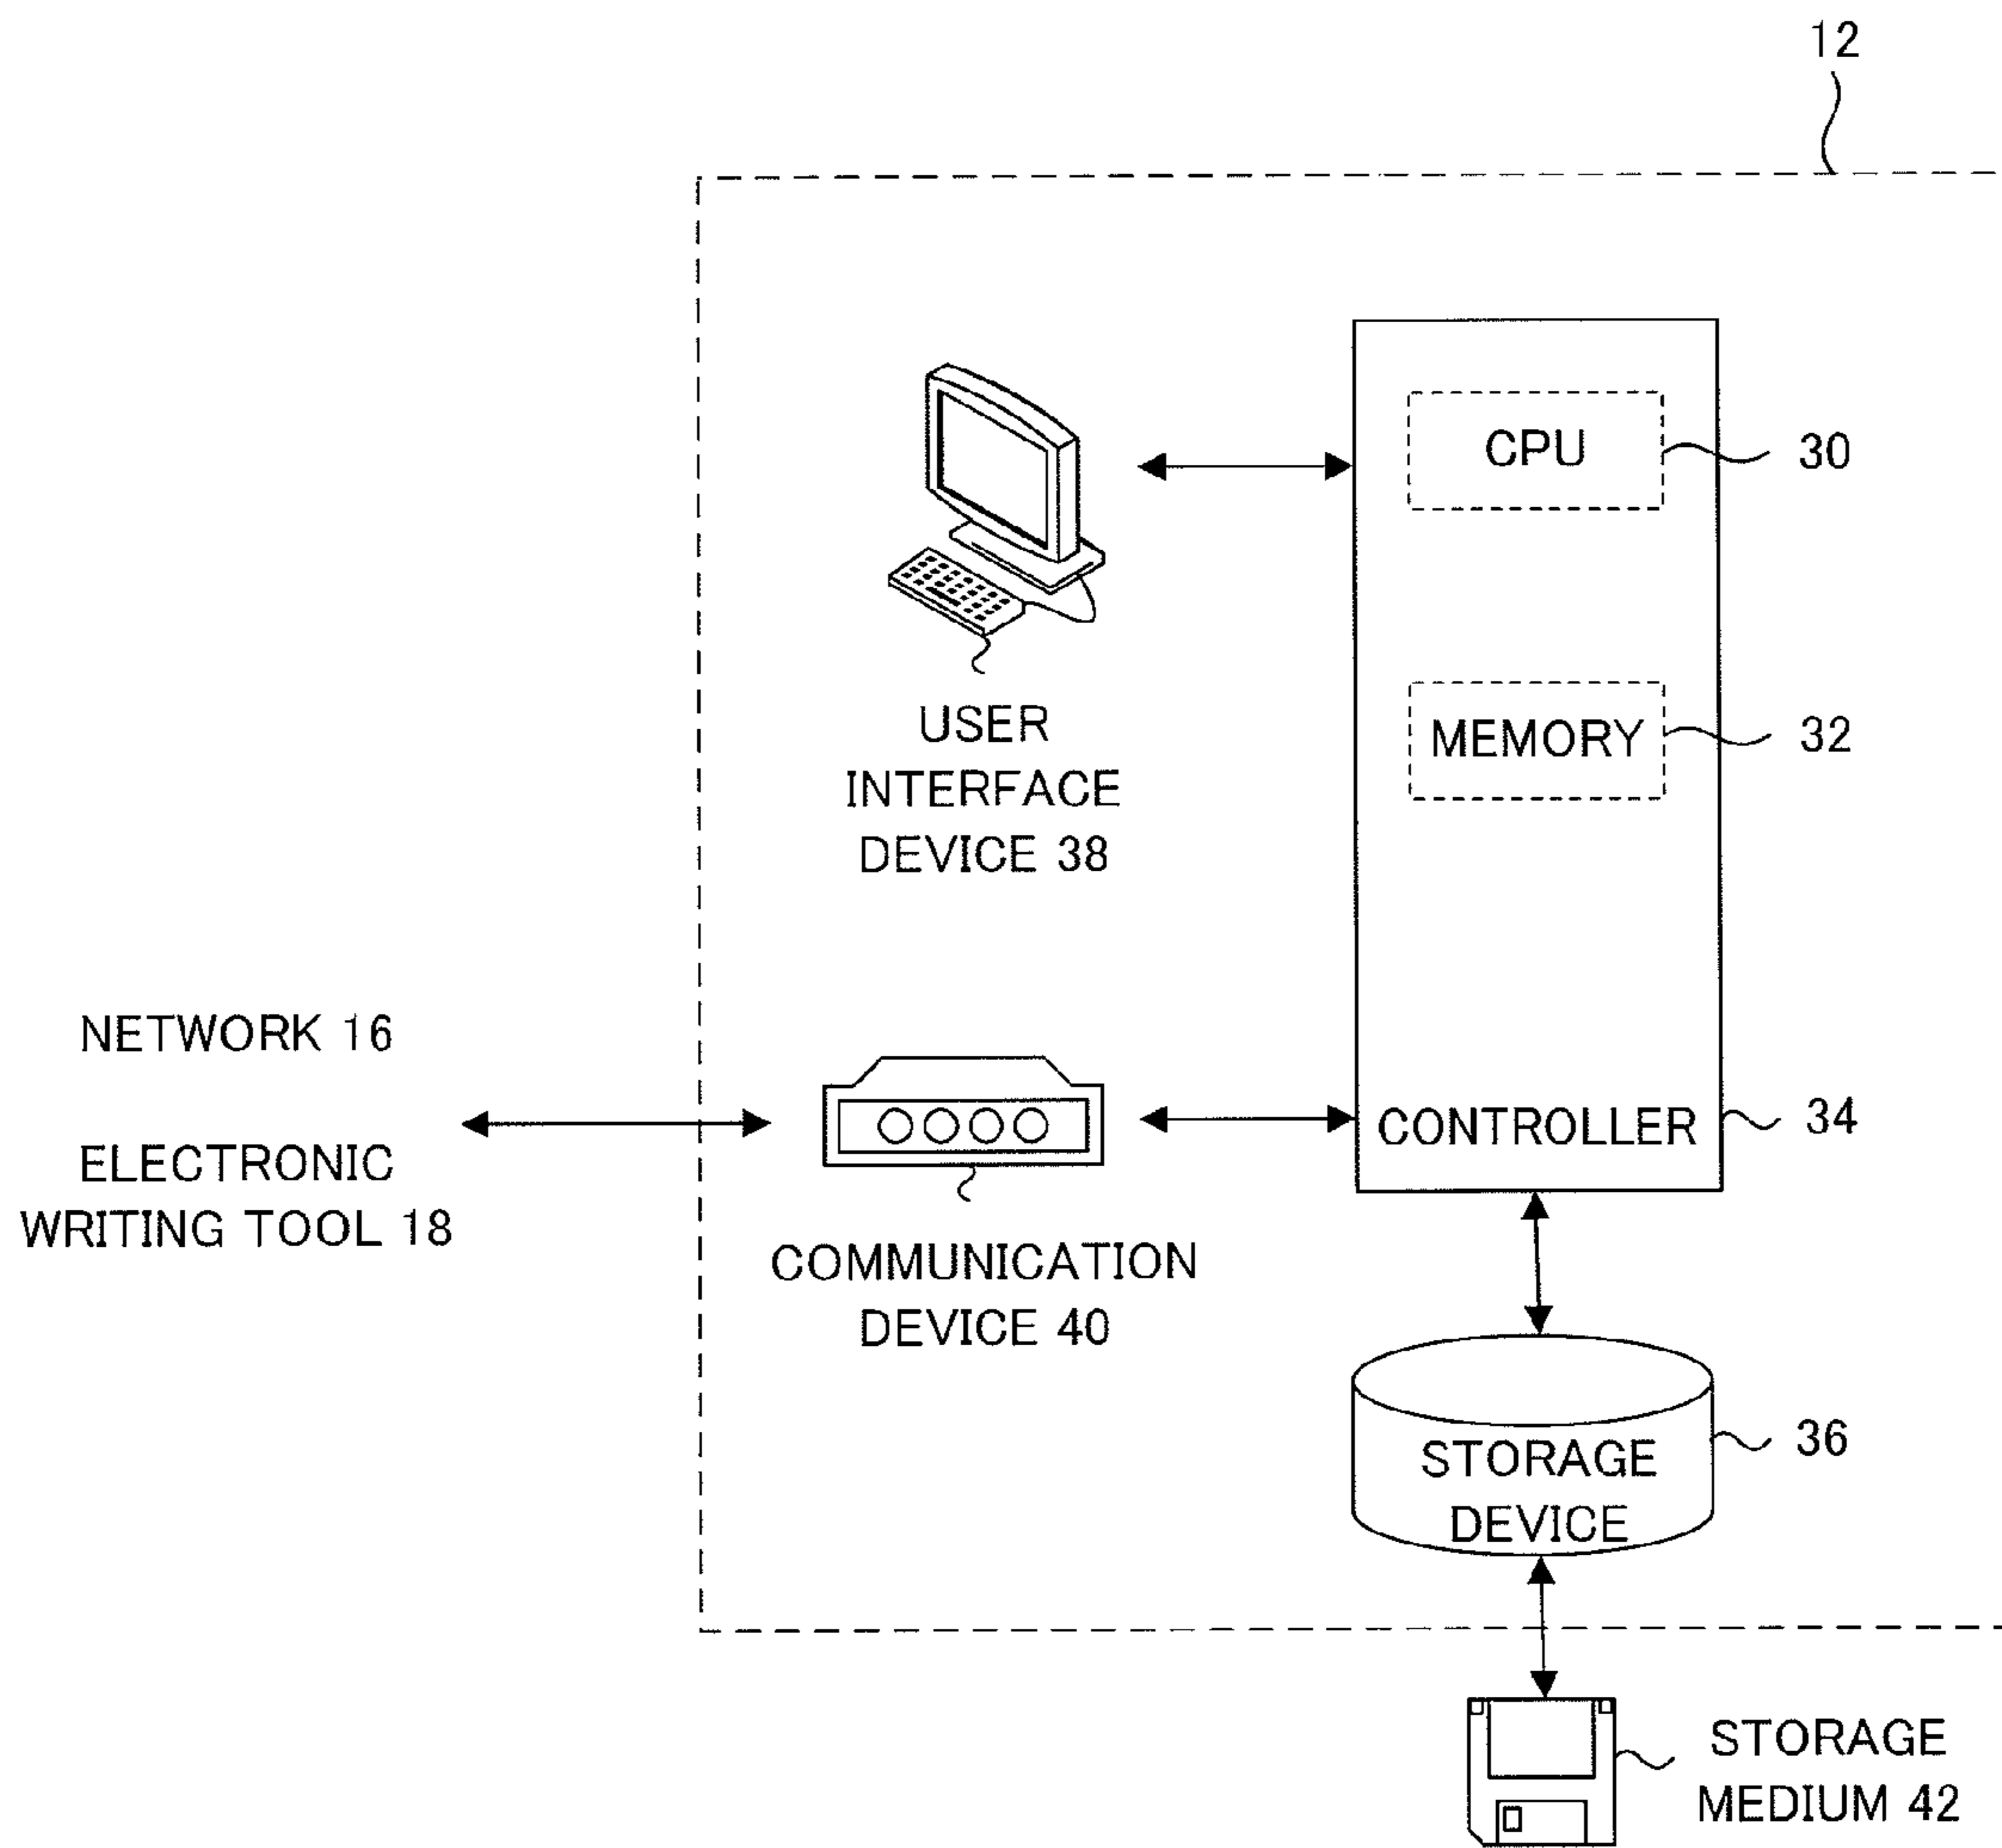 12
CPU
30
MEMORY
32
USER
INTERFACE
DEVICE 38
NETWORK 16
ELECTRONIC
WRITING TOOL 18
CONTROLLER
34
COMMUNICATION
DEVICE 40
STORAGE
DEVICE
36
STORAGE
MEDIUM 42